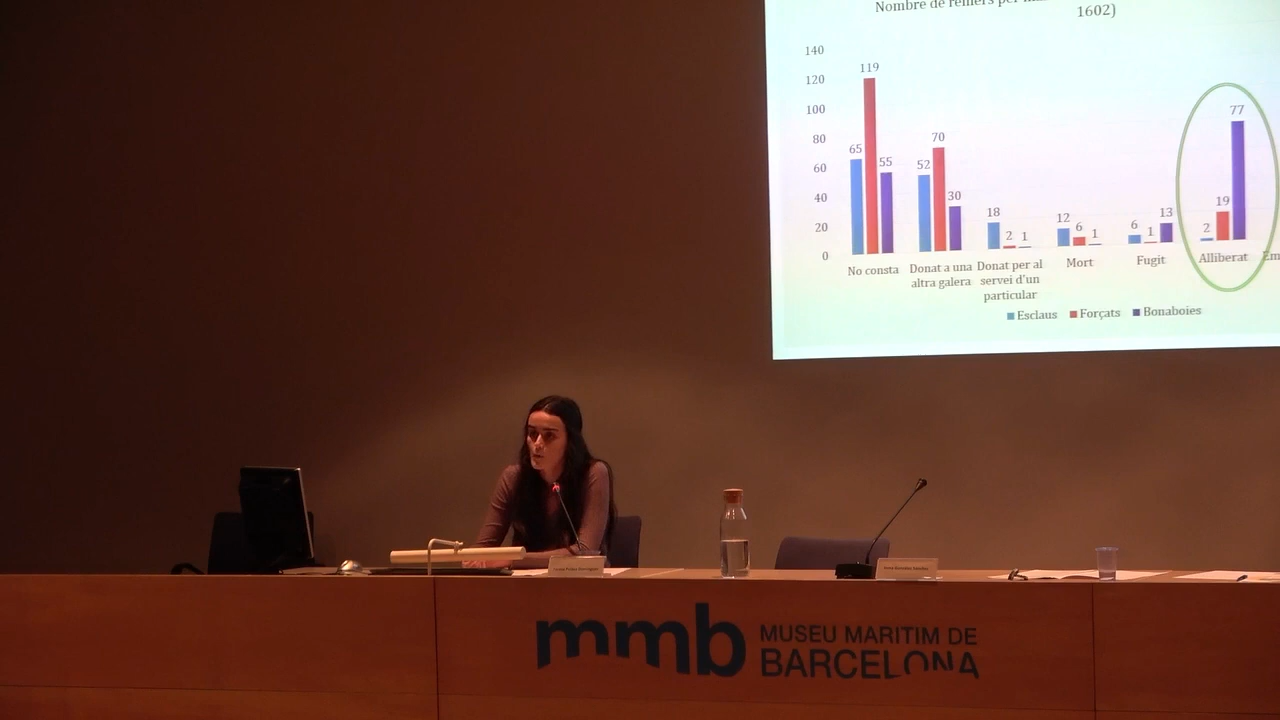 Nombre de remers per
1602)
140
120
100
80
60
40
20
0
65 119 55
52 70 30
18 2 1
12 6 1
6 1 13
2 19 77
No consta
Donat a una
altra galera
Donat per al
servei d'un
particular
Mort
Fugit
Alliberat
Esclaus Forçats Bonaboies
mmb MUSEU MARITIM DE
BARCELONA